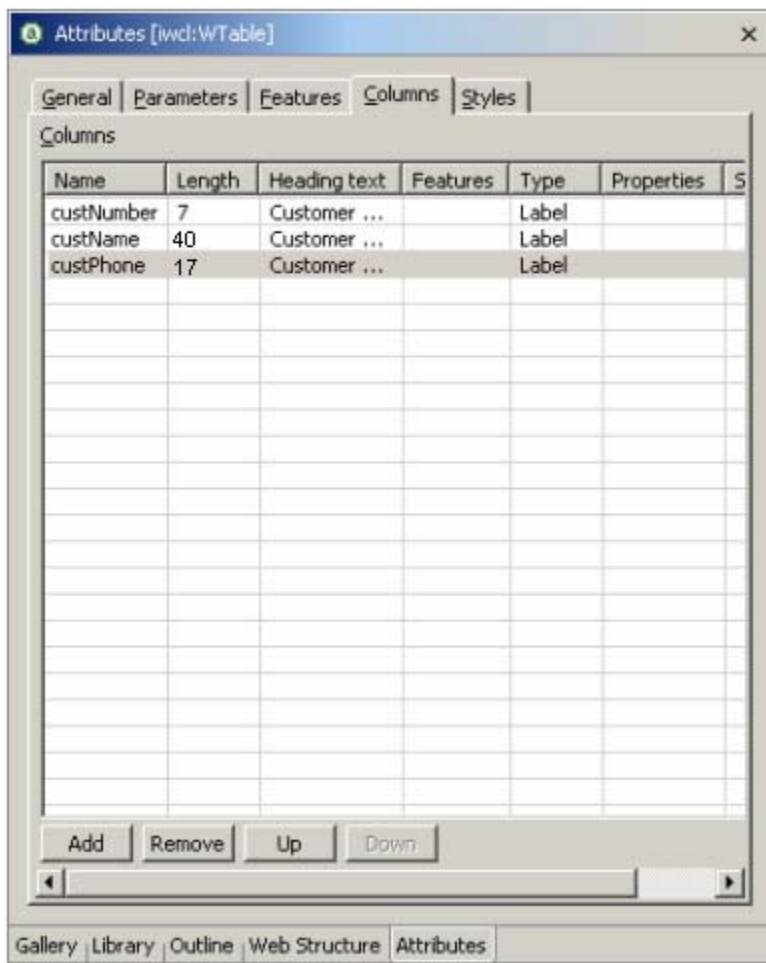 Attributes [iwcl:WTable]
General Parameters Features Columns Styles
Columns
Name Length Heading text Features Type Properties S
custNumber 7 Customer ... Label
custName 40 Customer ... Label
custPhone 17 Customer ... Label
Add Remove Up Down
Gallery Library Outline Web Structure Attributes